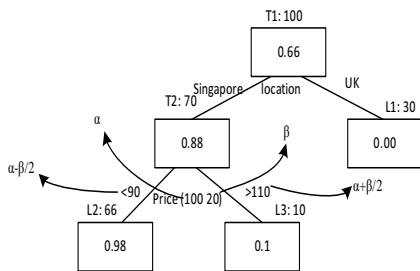 T1: 100
0.66
Singapore location UK
T2: 70
L1: 30
α
0.88
β
0.00
α-β/2
<90 Price (100 20) >110
α+β/2
L2: 66
L3: 10
0.98
0.1